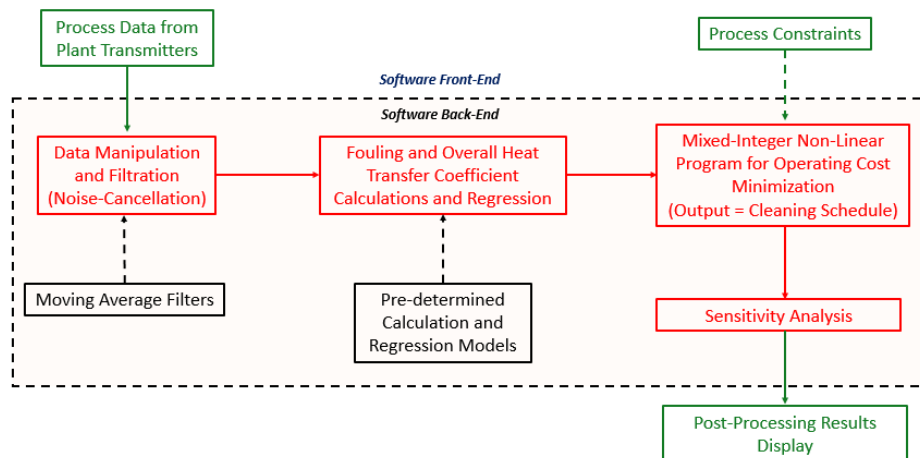 Process Data from
Plant Transmitters
Process Constraints
Software Front-End
Software Back-End
Data Manipulation
and Filtration
(Noise-Cancellation)
Fouling and Overall Heat
Transfer Coefficient
Calculations and Regression
Mixed-Integer Non-Linear
Program for Operating Cost
Minimization
(Output = Cleaning Schedule)
Moving Average Filters
Pre-determined
Calculation and
Regression Models
Sensitivity Analysis
Post-Processing Results
Display